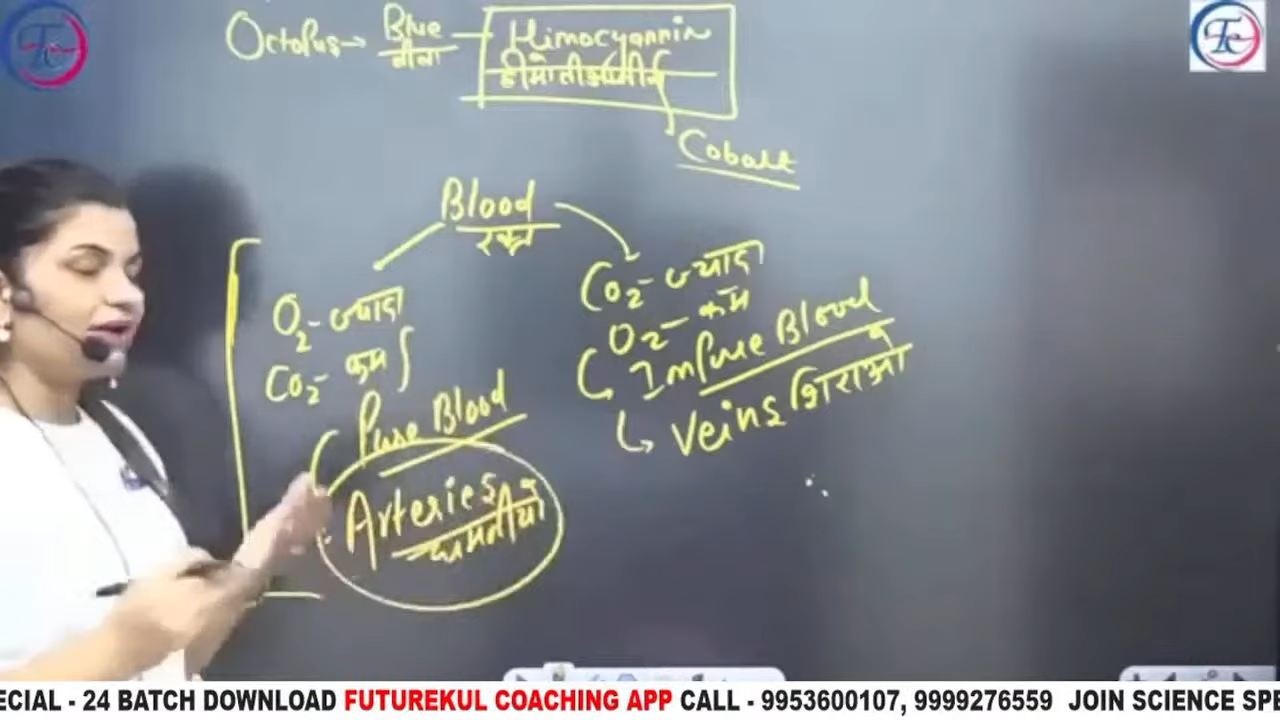 Octopus → Blue — Himocyannin
नीला
Cobalt
Blood
रक्त
O2 - ज्यादा
CO2 - कम
Pure Blood
Arteries
धमनीयाँ
CO2 - ज्यादा
O2 - कम
Impure Blood
Veins शिराओं
ECIAL - 24 BATCH DOWNLOAD FUTUREKUL COACHING APP CALL - 9953600107, 9999276559 JOIN SCIENCE SPE